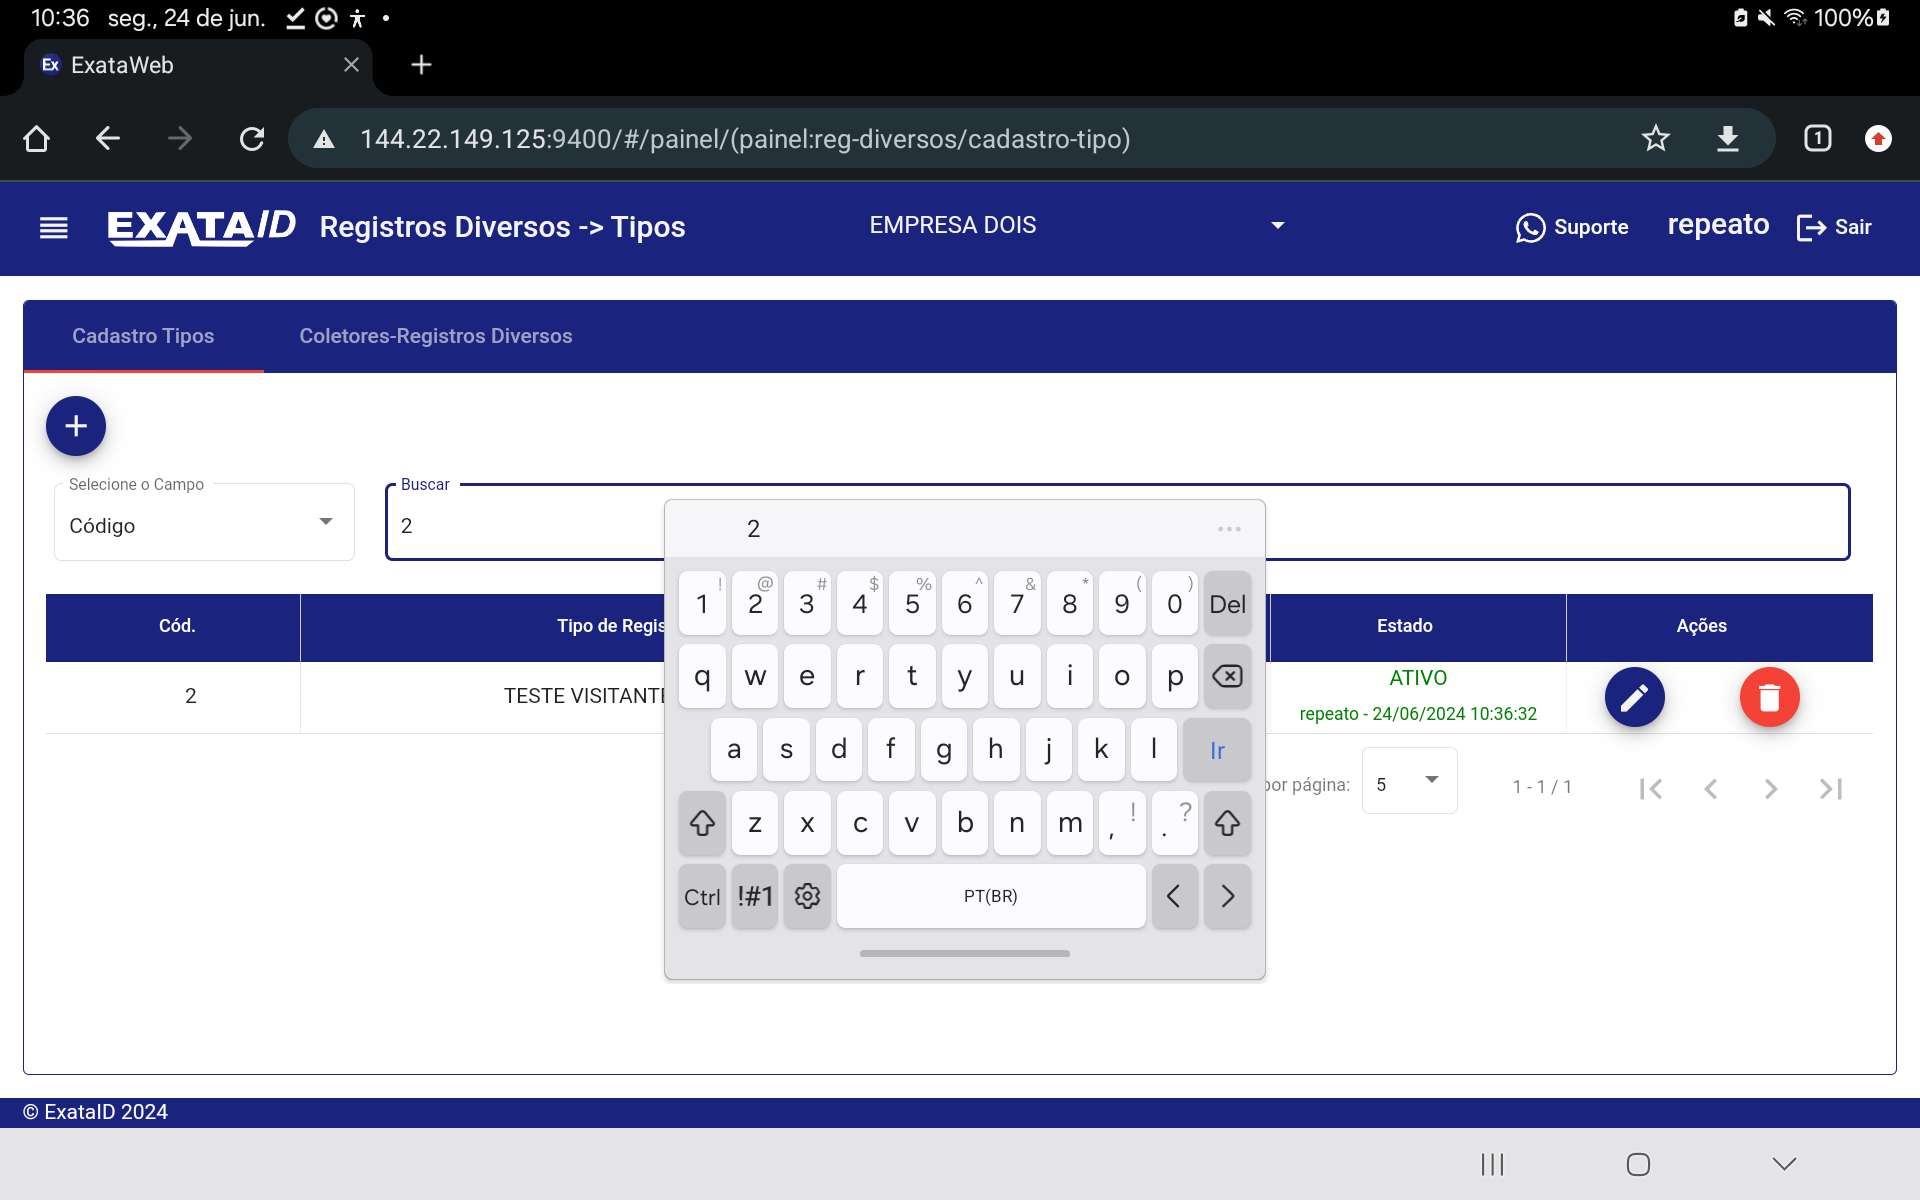 10:36 seg., 24 de jun.
100%
Ex ExataWeb
144.22.149.125:9400/#/painel/(painel:reg-diversos/cadastro-tipo)
1
EXATAID Registros Diversos -> Tipos
EMPRESA DOIS
Suporte
repeato
Sair
Cadastro Tipos
Coletores-Registros Diversos
Selecione o Campo
Código
Buscar
2
2
Cód.
Tipo de Regis
Estado
Ações
2
TESTE VISITANTE
ATIVO
repeato - 24/06/2024 10:36:32
por página:
5
1 - 1 / 1
! @ # $ % ^ & * ( )
1 2 3 4 5 6 7 8 9 0 Del
q w e r t y u i o p
a s d f g h j k l Ir
z x c v b n m , ! . ?
Ctrl !#1 PT(BR) < >
© ExataID 2024